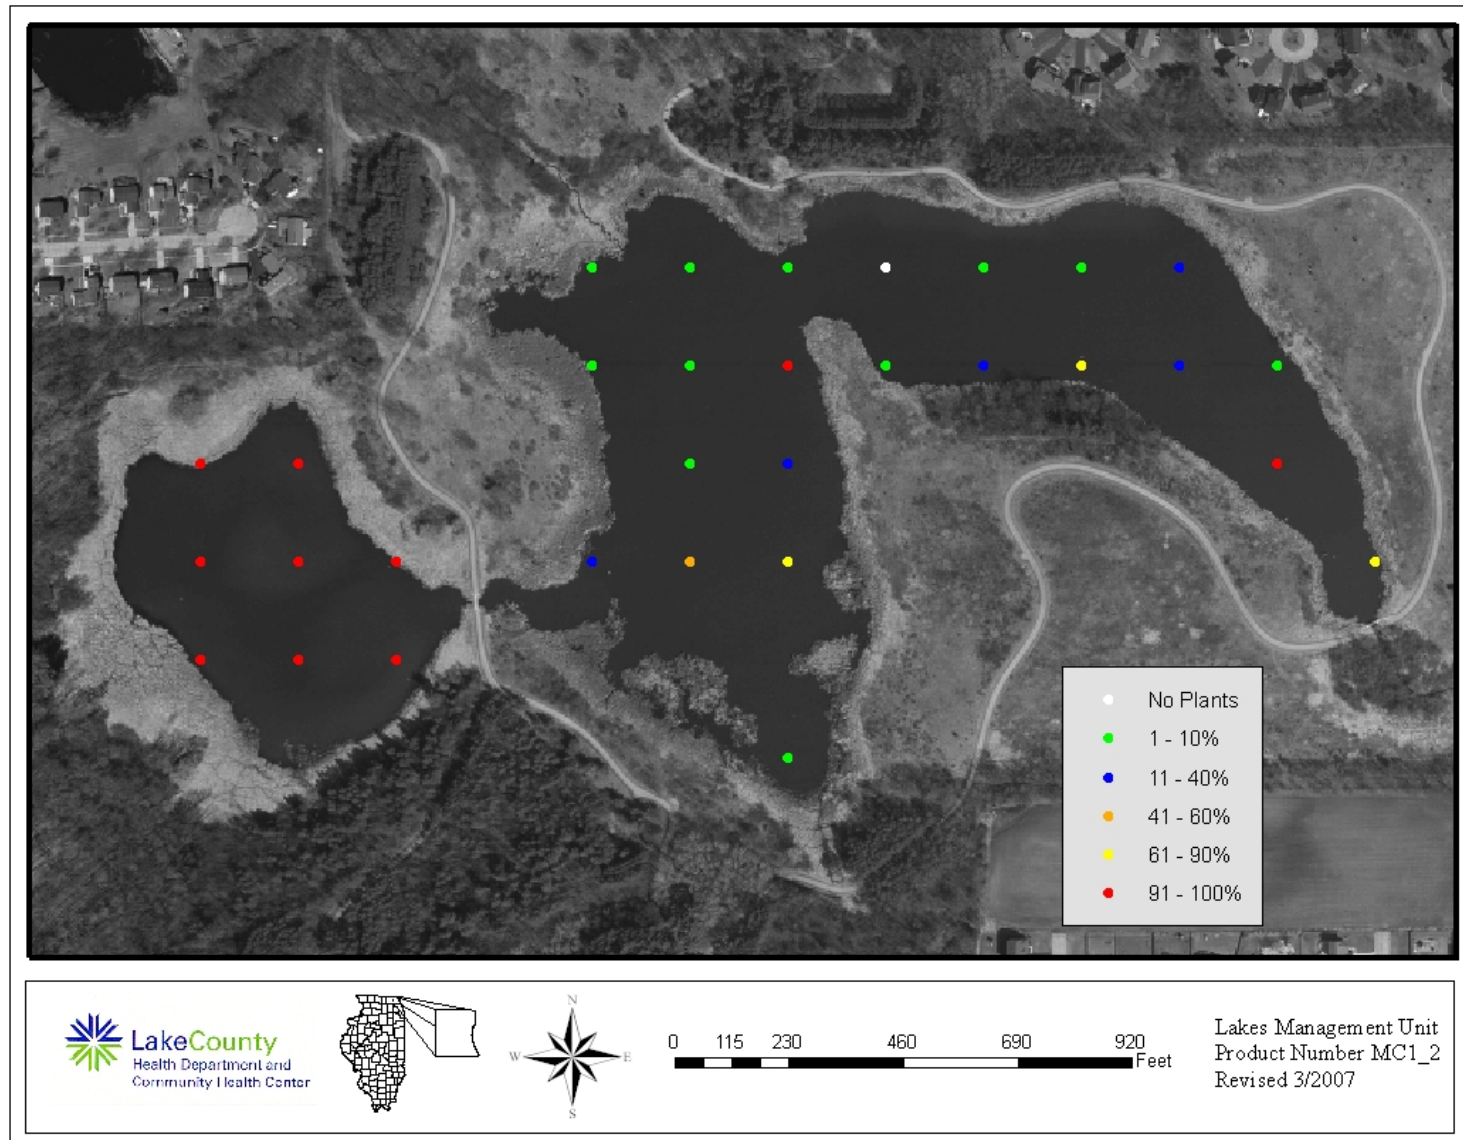 No Plants
1 - 10%
11 - 40%
41 - 60%
61 - 90%
91 - 100%
LakeCounty
Health Department and
Community Health Center
N
W
E
S
0 115 230 460 690 920
Feet
Lakes Management Unit
Product Number MC1_2
Revised 3/2007